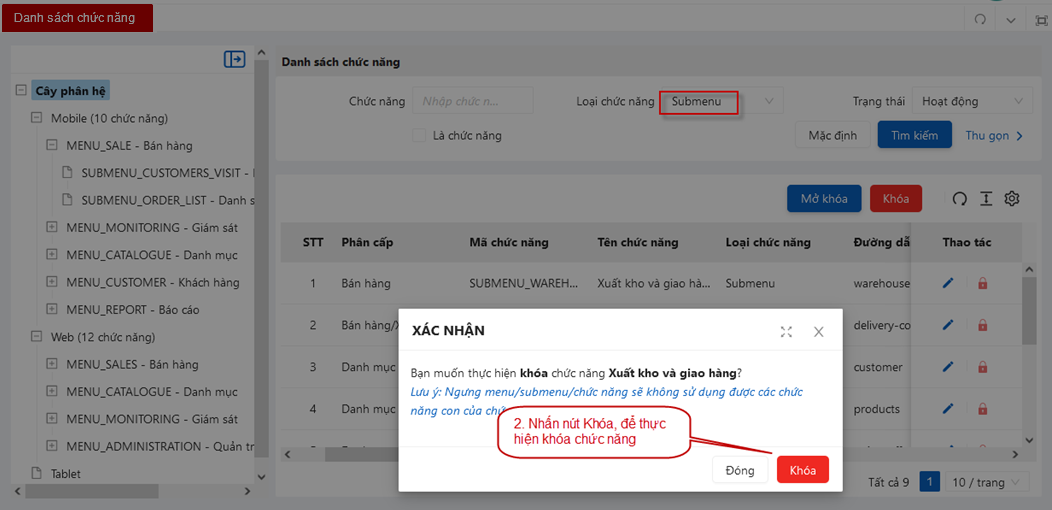 Danh sách chức năng
Cây phân hệ
Mobile (10 chức năng)
MENU_SALE - Bán hàng
SUBMENU_CUSTOMERS_VISIT -
SUBMENU_ORDER_LIST - Danh s
MENU_MONITORING - Giám sát
MENU_CATALOGUE - Danh mục
MENU_CUSTOMER - Khách hàng
MENU_REPORT - Báo cáo
Web (12 chức năng)
MENU_SALES - Bán hàng
MENU_CATALOGUE - Danh mục
MENU_MONITORING - Giám sát
MENU_ADMINISTRATION - Quản tr
Tablet
Danh sách chức năng
Chức năng Nhập chức n... Loại chức năng Submenu Trạng thái Hoạt động
Là chức năng Mặc định Tìm kiếm Thu gọn
Mở khóa Khóa
STT Phân cấp Mã chức năng Tên chức năng Loại chức năng Đường dẫ Thao tác
1 Bán hàng SUBMENU_WAREH... Xuất kho và giao hà... Submenu warehouse
2 Bán hàng/X delivery-co
3 Danh mục customer
4 Danh mục products
XÁC NHẬN
Bạn muốn thực hiện khóa chức năng Xuất kho và giao hàng?
Lưu ý: Ngưng menu/submenu/chức năng sẽ không sử dụng được các chức
năng con của chứ
2. Nhấn nút Khóa, để thực
hiện khóa chức năng
Đóng Khóa
Tất cả 9 1 10 / trang